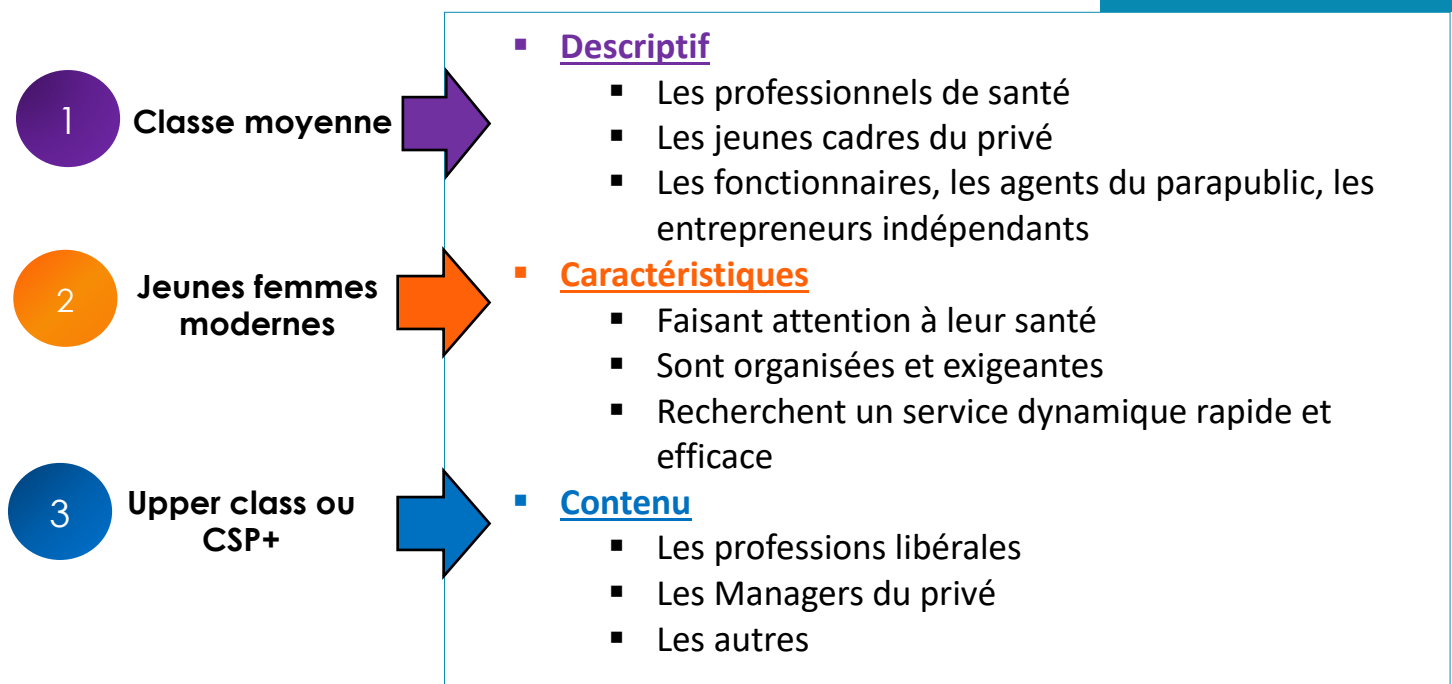 1
Classe moyenne
Descriptif
Les professionnels de santé
Les jeunes cadres du privé
Les fonctionnaires, les agents du parapublic, les
entrepreneurs indépendants
2
Jeunes femmes
modernes
Caractéristiques
Faisant attention à leur santé
Sont organisées et exigeantes
Recherchent un service dynamique rapide et
efficace
3
Upper class ou
CSP+
Contenu
Les professions libérales
Les Managers du privé
Les autres